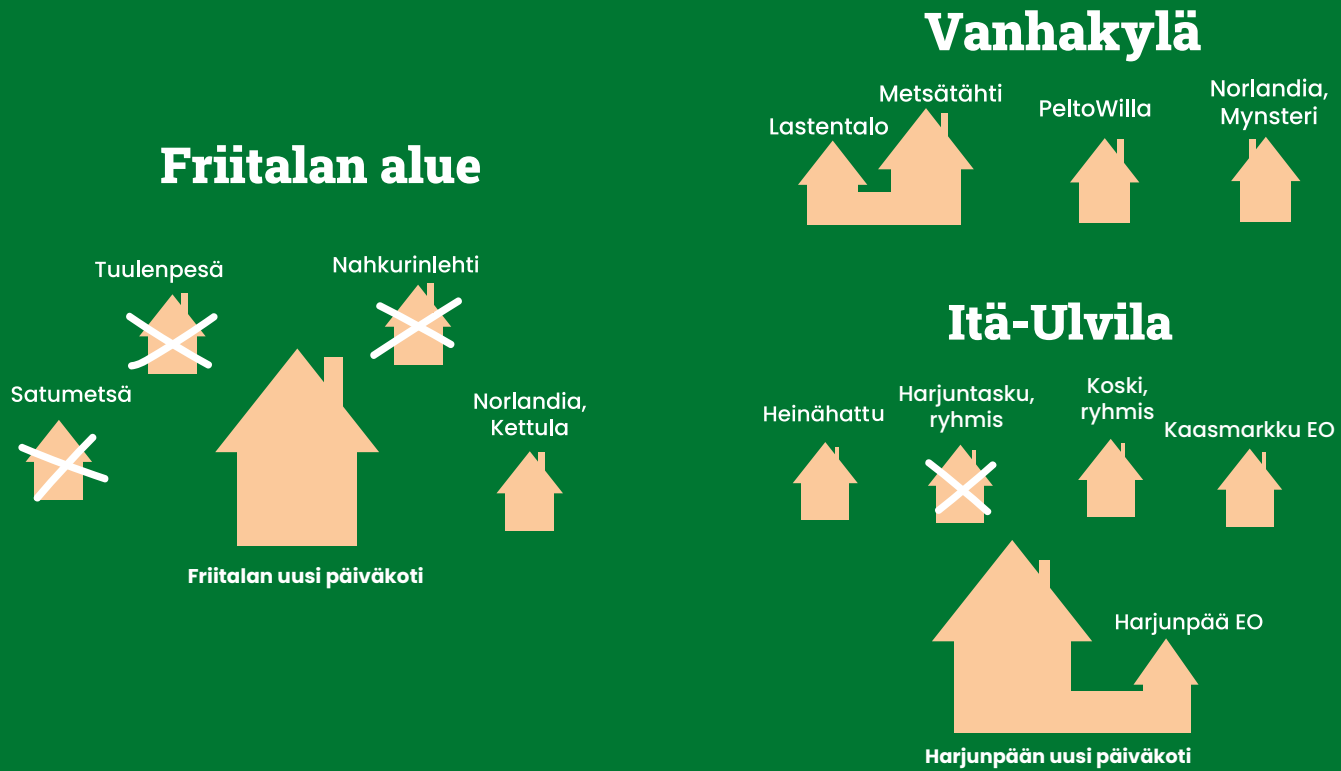 Friitalan alue
Tuulenpesä
Nahkurinlehti
Satumetsä
Norlandia,
Kettula
Friitalan uusi päiväkoti
Vanhakylä
Lastentalo
Metsätähti
PeltoWilla
Norlandia,
Mynsteri
Itä-Ulvila
Heinähattu
Harjuntasku,
ryhmis
Koski,
ryhmis
Kaasmarkku EO
Harjunpää EO
Harjunpään uusi päiväkoti